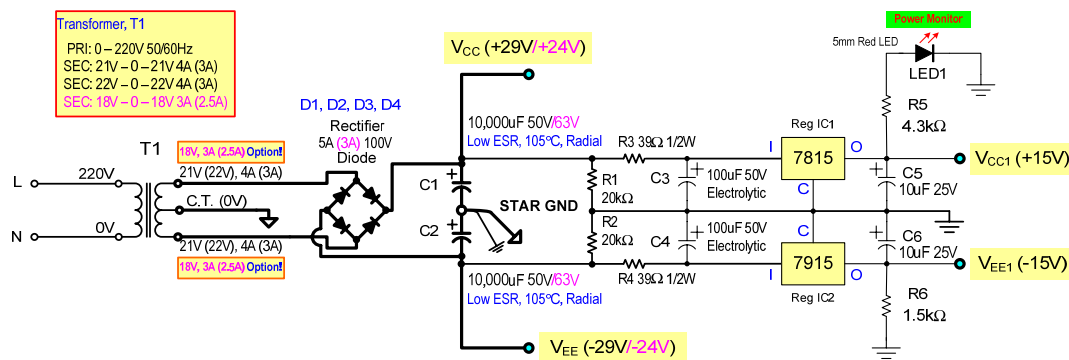 Transformer, T1
PRI: 0 – 220V 50/60Hz
SEC: 21V – 0 – 21V 4A (3A)
SEC: 22V – 0 – 22V 4A (3A)
SEC: 18V – 0 – 18V 3A (2.5A)
VCC (+29V/+24V)
Power Monitor
5mm Red LED
LED1
D1, D2, D3, D4
Rectifier
5A (3A) 100V
Diode
10,000uF 50V/63V
Low ESR, 105ºC, Radial
R5
4.3kΩ
T1
18V, 3A (2.5A) Option!
21V (22V), 4A (3A)
R3 39Ω 1/2W
Reg IC1
I
7815
O
C
VCC1 (+15V)
L
220V
C.T. (0V)
N
0V
+
C1
+
C2
STAR GND
R1
20kΩ
R2
20kΩ
+
C3
100uF 50V
Electrolytic
+
C4
100uF 50V
Electrolytic
+
C5
10uF 25V
+
C6
10uF 25V
21V (22V), 4A (3A)
18V, 3A (2.5A) Option!
10,000uF 50V/63V
Low ESR, 105ºC, Radial
R4 39Ω 1/2W
C
I
7915
O
Reg IC2
VEE1 (-15V)
R6
1.5kΩ
VEE (-29V/-24V)